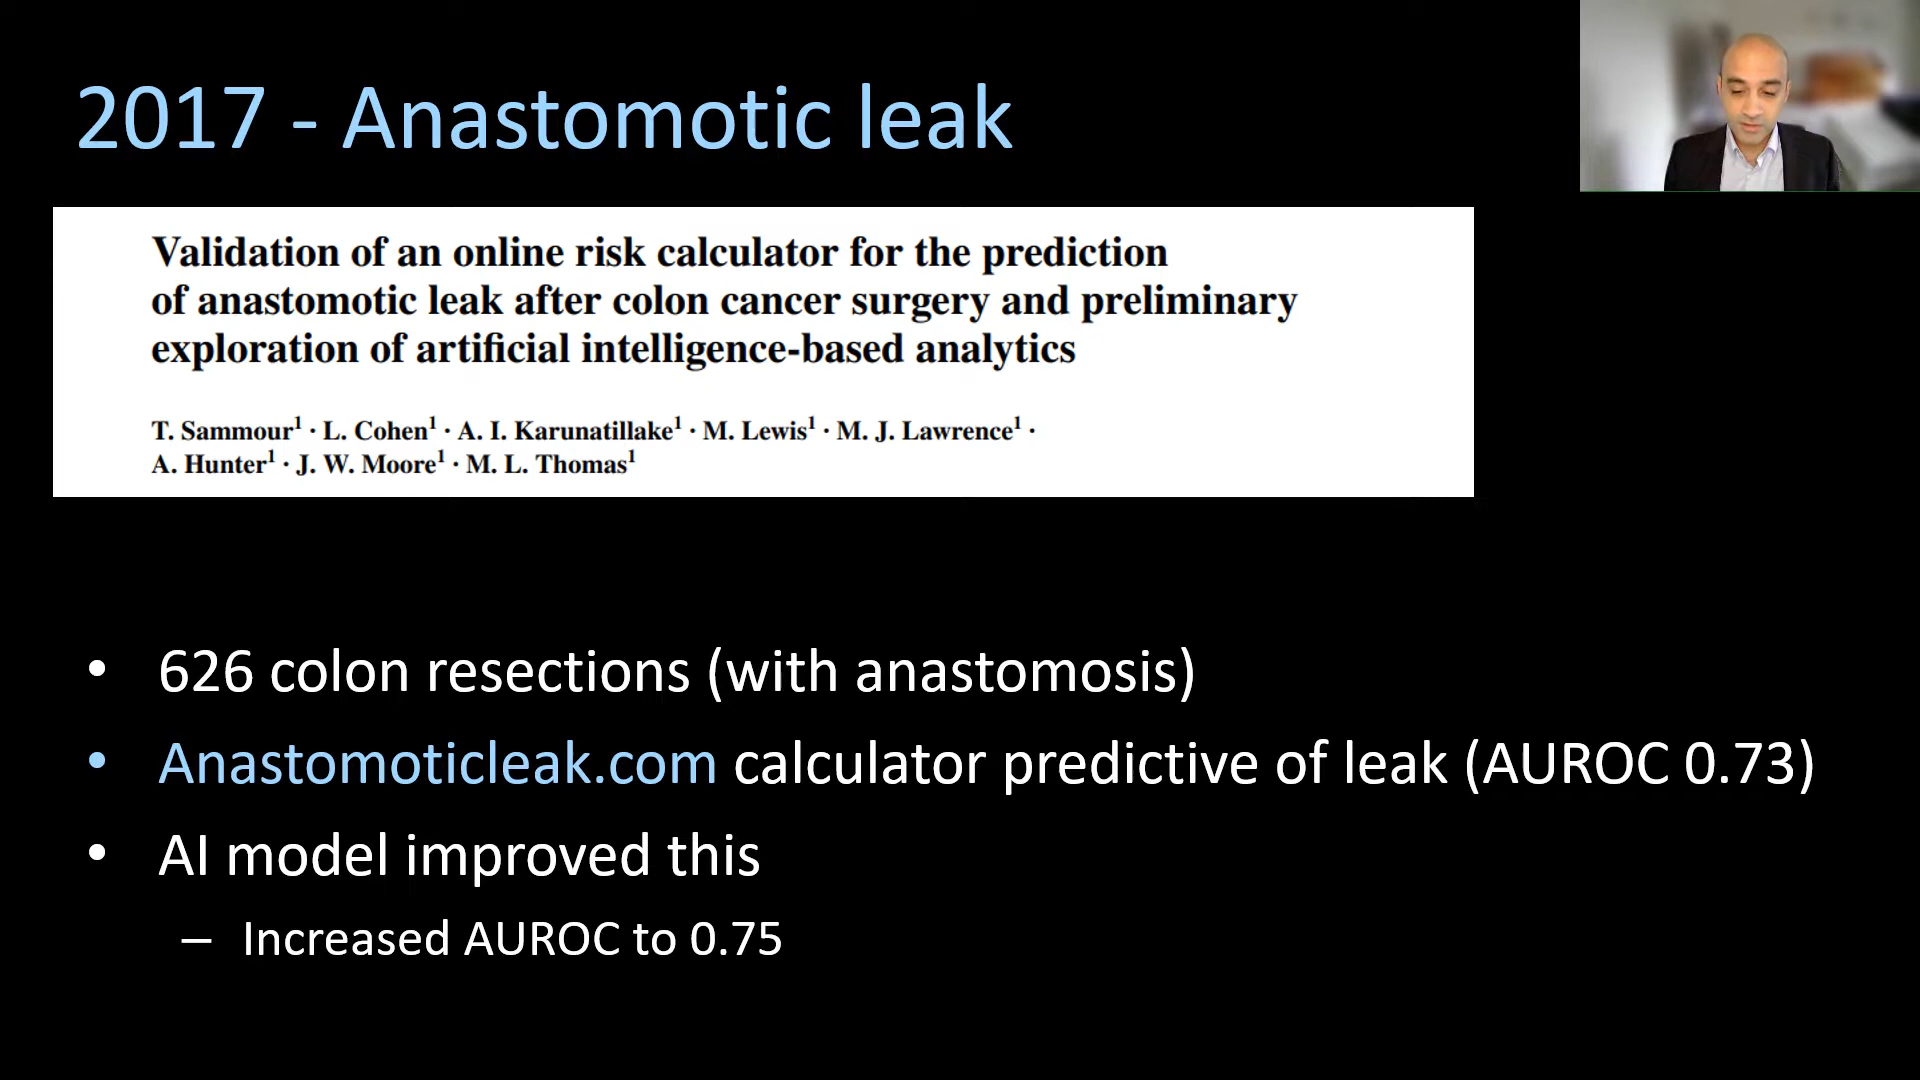 2017 - Anastomotic leak
Validation of an online risk calculator for the prediction
of anastomotic leak after colon cancer surgery and preliminary
exploration of artificial intelligence-based analytics
T. Sammour¹ · L. Cohen¹ · A. I. Karunatillake¹ · M. Lewis¹ · M. J. Lawrence¹ ·
A. Hunter¹ · J. W. Moore¹ · M. L. Thomas¹
• 626 colon resections (with anastomosis)
• Anastomoticleak.com calculator predictive of leak (AUROC 0.73)
• AI model improved this
– Increased AUROC to 0.75